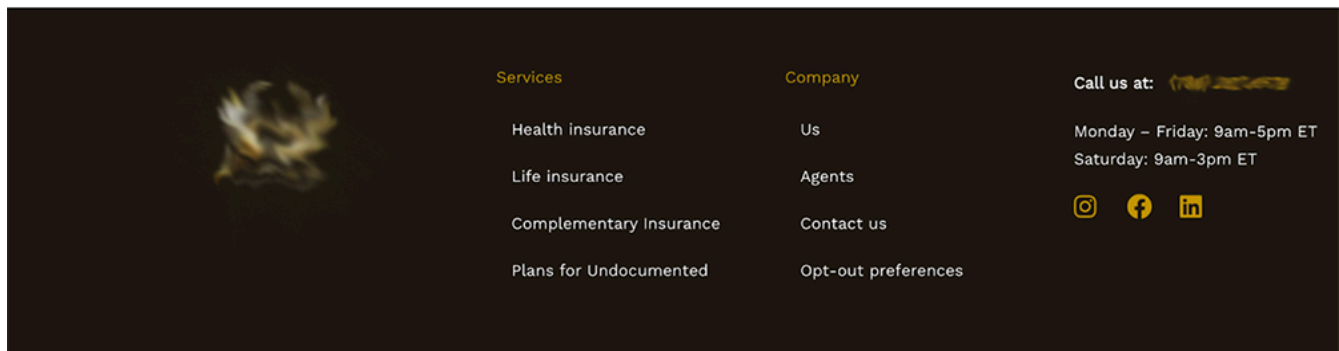 Services
Health insurance
Life insurance
Complementary Insurance
Plans for Undocumented
Company
Us
Agents
Contact us
Opt-out preferences
Call us at:
Monday – Friday: 9am-5pm ET
Saturday: 9am-3pm ET